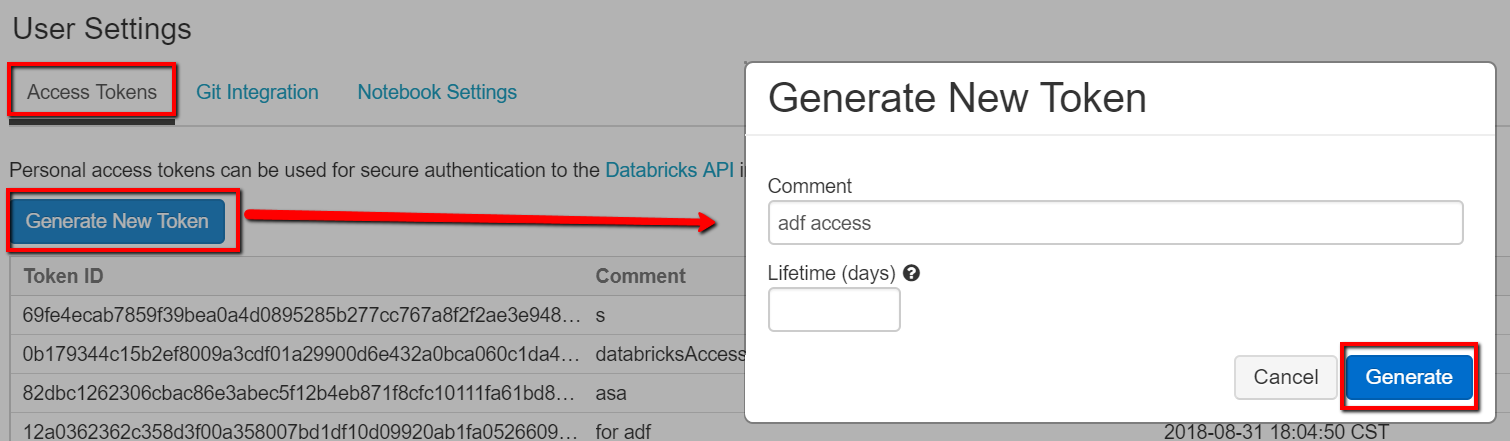 User Settings
Access Tokens Git Integration Notebook Settings
Personal access tokens can be used for secure authentication to the Databricks API i
Generate New Token
Token ID Comment
69fe4ecab7859f39bea0a4d0895285b277cc767a8f2f2ae3e948… s
0b179344c15b2ef8009a3cdf01a29900d6e432a0bca060c1da4… databricksAccess
82dbc1262306cbac86e3abec5f12b4eb871f8cfc10111fa61bd8… asa
12a0362362c358d3f00a358007bd1df10d09920ab1fa0526609… for adf 2018-08-31 18:04:50 CST
Generate New Token
Comment
adf access
Lifetime (days) ?
Cancel Generate